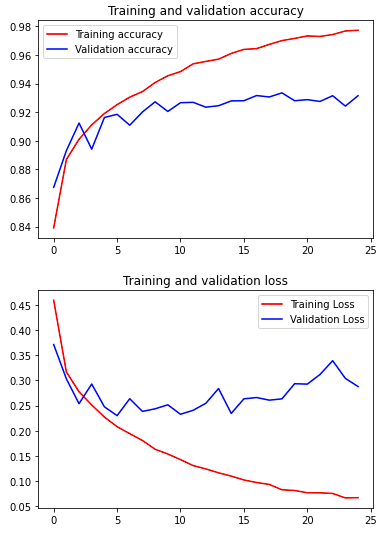 Training and validation accuracy
0.98
0.96
0.94
0.92
0.90
0.88
0.86
0.84
Training accuracy
Validation accuracy
0 5 10 15 20 25
Training and validation loss
0.45
0.40
0.35
0.30
0.25
0.20
0.15
0.10
0.05
Training Loss
Validation Loss
0 5 10 15 20 25